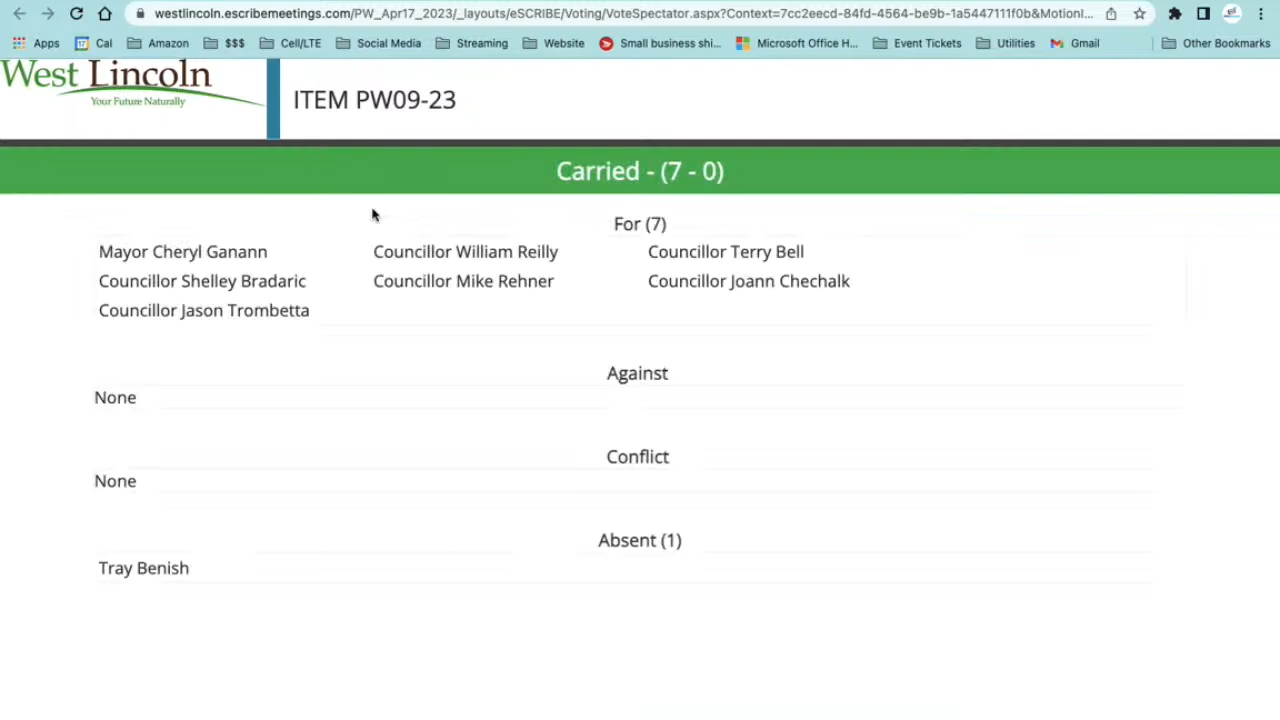 westlincoln.escribemeetings.com/PW_Apr17_2023/_layouts/eSCRIBE/Voting/VoteSpectator.aspx?Context=7cc2eecd-84fd-4564-be9b-1a5447111f0b&MotionI...
Apps 17 Cal Amazon $$$ Cell/LTE Social Media Streaming Website Small business shi... Microsoft Office H... Event Tickets Utilities Gmail Other Bookmarks
West Lincoln
Your Future Naturally
ITEM PW09-23
Carried - (7 - 0)
For (7)
Mayor Cheryl Ganann Councillor William Reilly Councillor Terry Bell
Councillor Shelley Bradaric Councillor Mike Rehner Councillor Joann Chechalk
Councillor Jason Trombetta
Against
None
Conflict
None
Absent (1)
Tray Benish